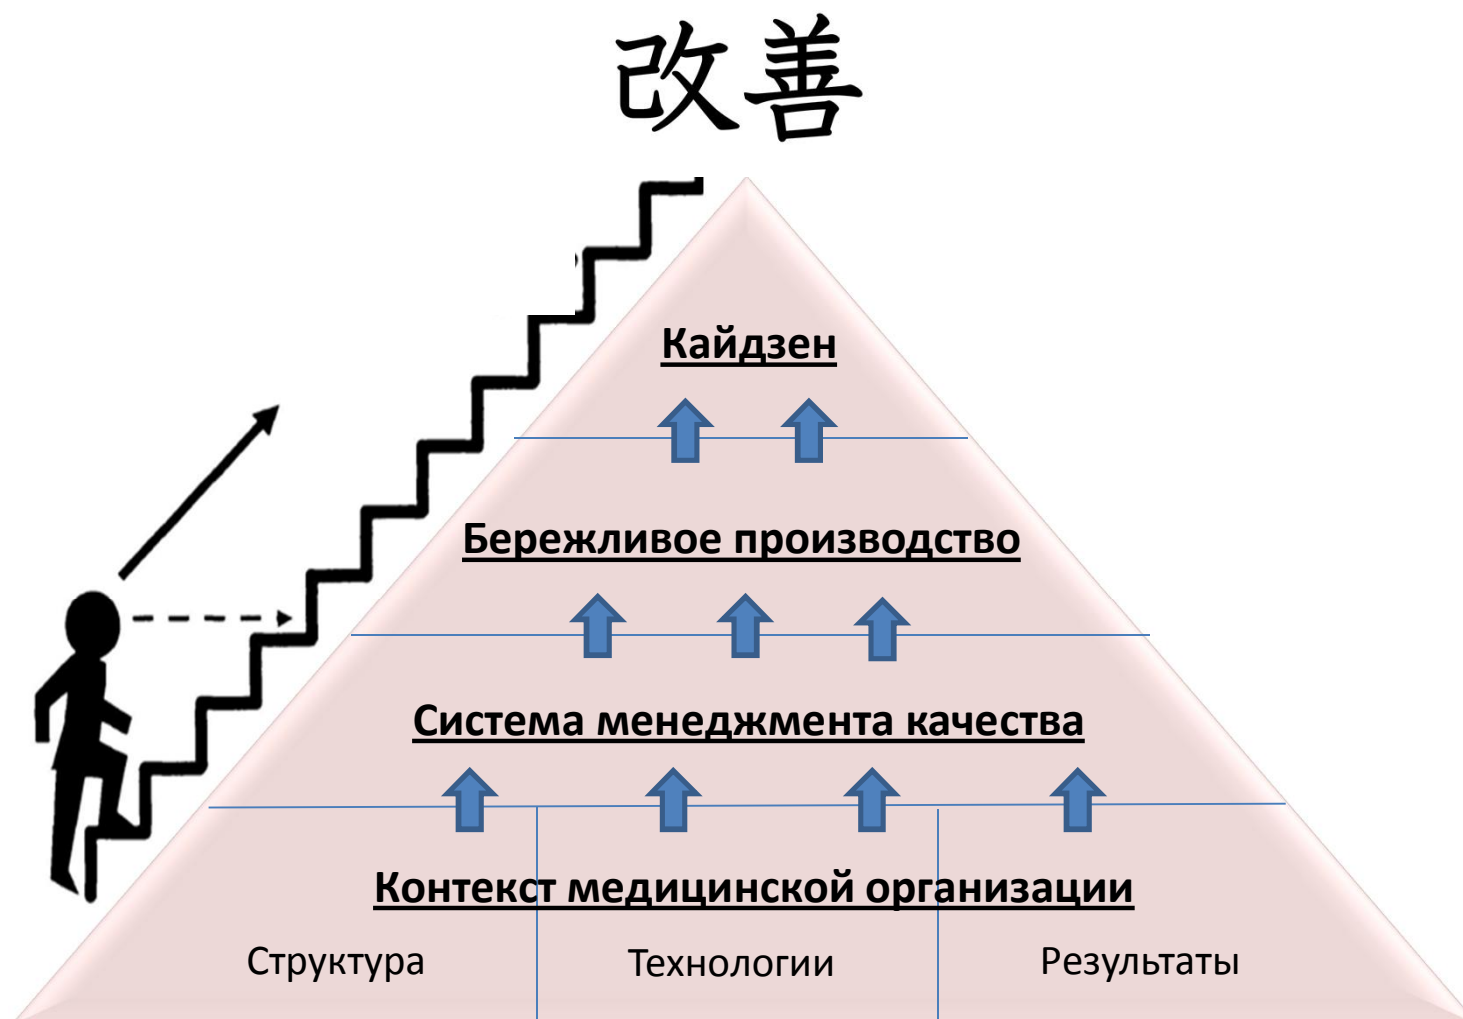 改善
Кайдзен
Бережливое производство
Система менеджмента качества
Контекст медицинской организации
Структура
Технологии
Результаты